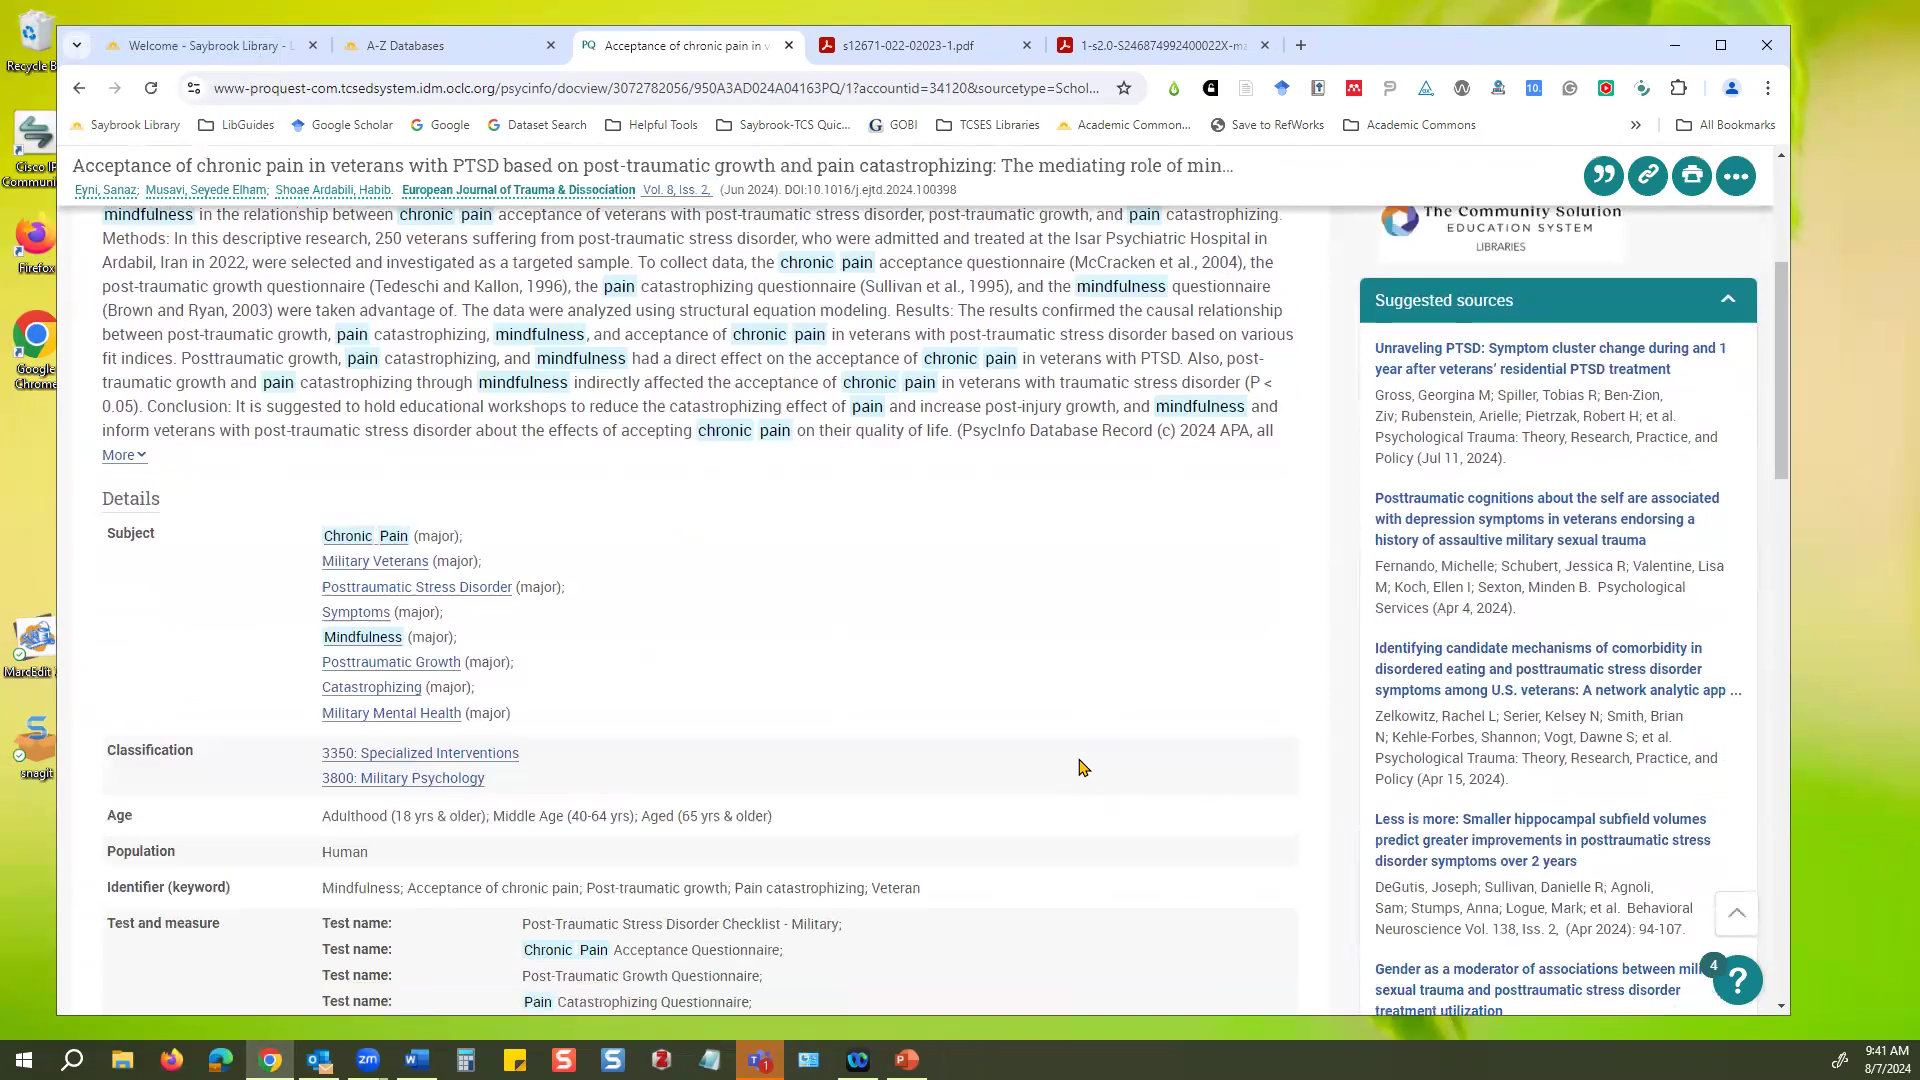 Recycle B
Cisco IP
Communi
Firefox
Google
Chrome
MarcEdit
snagit
Welcome - Saybrook Library -
A-Z Databases
PQ
Acceptance of chronic pain in v
s12671-022-02023-1.pdf
1-s2.0-S246874992400022X-ma
www-proquest-com.tcsedsystem.idm.oclc.org/psycinfo/docview/3072782056/950A3AD024A04163PQ/1?accountid=34120&sourcetype=Schol...
Saybrook Library
LibGuides
Google Scholar
Google
Dataset Search
Helpful Tools
Saybrook-TCS Quic...
GOBI
TCSES Libraries
Academic Common...
Save to RefWorks
Academic Commons
»
All Bookmarks
Acceptance of chronic pain in veterans with PTSD based on post-traumatic growth and pain catastrophizing: The mediating role of min...
Eyni, Sanaz; Musavi, Seyede Elham; Shoae Ardabili, Habib. European Journal of Trauma & Dissociation Vol. 8, Iss. 2, (Jun 2024). DOI:10.1016/j.ejtd.2024.100398
mindfulness in the relationship between chronic pain acceptance of veterans with post-traumatic stress disorder, post-traumatic growth, and pain catastrophizing.
Methods: In this descriptive research, 250 veterans suffering from post-traumatic stress disorder, who were admitted and treated at the Isar Psychiatric Hospital in
Ardabil, Iran in 2022, were selected and investigated as a targeted sample. To collect data, the chronic pain acceptance questionnaire (McCracken et al., 2004), the
post-traumatic growth questionnaire (Tedeschi and Kallon, 1996), the pain catastrophizing questionnaire (Sullivan et al., 1995), and the mindfulness questionnaire
(Brown and Ryan, 2003) were taken advantage of. The data were analyzed using structural equation modeling. Results: The results confirmed the causal relationship
between post-traumatic growth, pain catastrophizing, mindfulness, and acceptance of chronic pain in veterans with post-traumatic stress disorder based on various
fit indices. Posttraumatic growth, pain catastrophizing, and mindfulness had a direct effect on the acceptance of chronic pain in veterans with PTSD. Also, post-
traumatic growth and pain catastrophizing through mindfulness indirectly affected the acceptance of chronic pain in veterans with traumatic stress disorder (P <
0.05). Conclusion: It is suggested to hold educational workshops to reduce the catastrophizing effect of pain and increase post-injury growth, and mindfulness and
inform veterans with post-traumatic stress disorder about the effects of accepting chronic pain on their quality of life. (PsycInfo Database Record (c) 2024 APA, all
More
Details
Subject
Chronic Pain (major);
Military Veterans (major);
Posttraumatic Stress Disorder (major);
Symptoms (major);
Mindfulness (major);
Posttraumatic Growth (major);
Catastrophizing (major);
Military Mental Health (major)
Classification
3350: Specialized Interventions
3800: Military Psychology
Age
Adulthood (18 yrs & older); Middle Age (40-64 yrs); Aged (65 yrs & older)
Population
Human
Identifier (keyword)
Mindfulness; Acceptance of chronic pain; Post-traumatic growth; Pain catastrophizing; Veteran
Test and measure
Test name: Post-Traumatic Stress Disorder Checklist - Military;
Test name: Chronic Pain Acceptance Questionnaire;
Test name: Post-Traumatic Growth Questionnaire;
Test name: Pain Catastrophizing Questionnaire;
The Community Solution
EDUCATION SYSTEM
LIBRARIES
Suggested sources
Unraveling PTSD: Symptom cluster change during and 1
year after veterans' residential PTSD treatment
Gross, Georgina M; Spiller, Tobias R; Ben-Zion,
Ziv; Rubenstein, Arielle; Pietrzak, Robert H; et al.
Psychological Trauma: Theory, Research, Practice, and
Policy (Jul 11, 2024).
Posttraumatic cognitions about the self are associated
with depression symptoms in veterans endorsing a
history of assaultive military sexual trauma
Fernando, Michelle; Schubert, Jessica R; Valentine, Lisa
M; Koch, Ellen I; Sexton, Minden B. Psychological
Services (Apr 4, 2024).
Identifying candidate mechanisms of comorbidity in
disordered eating and posttraumatic stress disorder
symptoms among U.S. veterans: A network analytic app ...
Zelkowitz, Rachel L; Serier, Kelsey N; Smith, Brian
N; Kehle-Forbes, Shannon; Vogt, Dawne S; et al.
Psychological Trauma: Theory, Research, Practice, and
Policy (Apr 15, 2024).
Less is more: Smaller hippocampal subfield volumes
predict greater improvements in posttraumatic stress
disorder symptoms over 2 years
DeGutis, Joseph; Sullivan, Danielle R; Agnoli,
Sam; Stumps, Anna; Logue, Mark; et al. Behavioral
Neuroscience Vol. 138, Iss. 2, (Apr 2024): 94-107.
Gender as a moderator of associations between mili
sexual trauma and posttraumatic stress disorder
treatment utilization
4
?
9:41 AM
8/7/2024